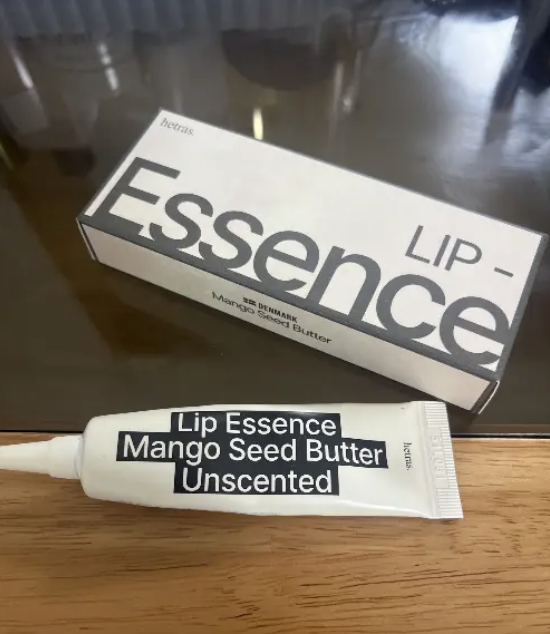 hetras.
LIP -
Essence
DENMARK
Mango Seed Butter
Lip Essence
Mango Seed Butter
Unscented
hetras.